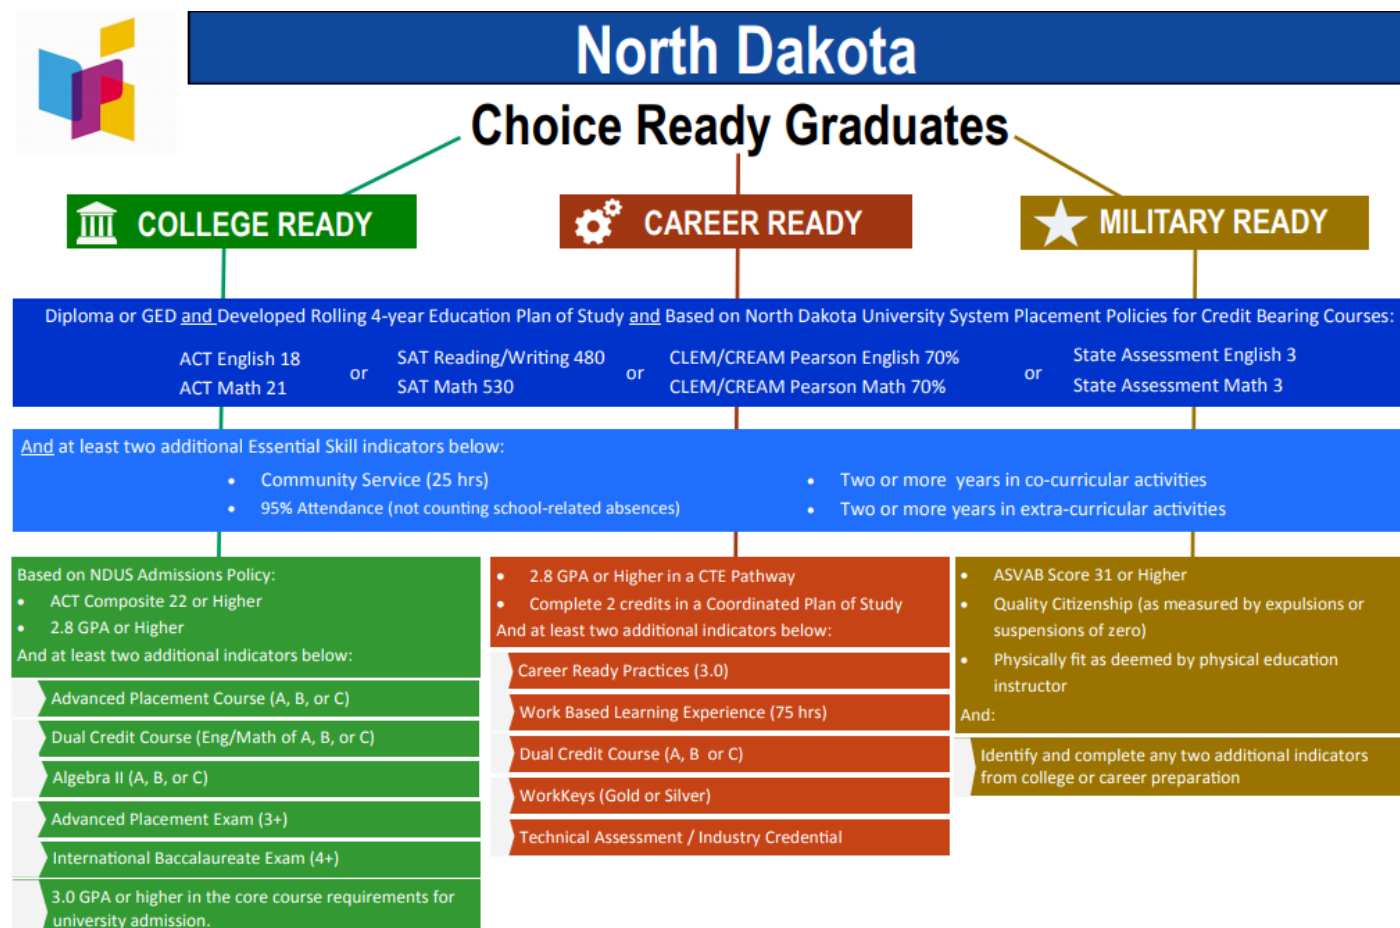 North Dakota
Choice Ready Graduates
COLLEGE READY
CAREER READY
MILITARY READY
Diploma or GED and Developed Rolling 4-year Education Plan of Study and Based on North Dakota University System Placement Policies for Credit Bearing Courses:
ACT English 18
ACT Math 21
or
SAT Reading/Writing 480
SAT Math 530
or
CLEM/CREAM Pearson English 70%
CLEM/CREAM Pearson Math 70%
or
State Assessment English 3
State Assessment Math 3
And at least two additional Essential Skill indicators below:
• Community Service (25 hrs)
• 95% Attendance (not counting school-related absences)
• Two or more years in co-curricular activities
• Two or more years in extra-curricular activities
Based on NDUS Admissions Policy:
• ACT Composite 22 or Higher
• 2.8 GPA or Higher
And at least two additional indicators below:
Advanced Placement Course (A, B, or C)
Dual Credit Course (Eng/Math of A, B, or C)
Algebra II (A, B, or C)
Advanced Placement Exam (3+)
International Baccalaureate Exam (4+)
3.0 GPA or higher in the core course requirements for
university admission.
• 2.8 GPA or Higher in a CTE Pathway
• Complete 2 credits in a Coordinated Plan of Study
And at least two additional indicators below:
Career Ready Practices (3.0)
Work Based Learning Experience (75 hrs)
Dual Credit Course (A, B or C)
WorkKeys (Gold or Silver)
Technical Assessment / Industry Credential
• ASVAB Score 31 or Higher
• Quality Citizenship (as measured by expulsions or
suspensions of zero)
• Physically fit as deemed by physical education
instructor
And:
Identify and complete any two additional indicators
from college or career preparation